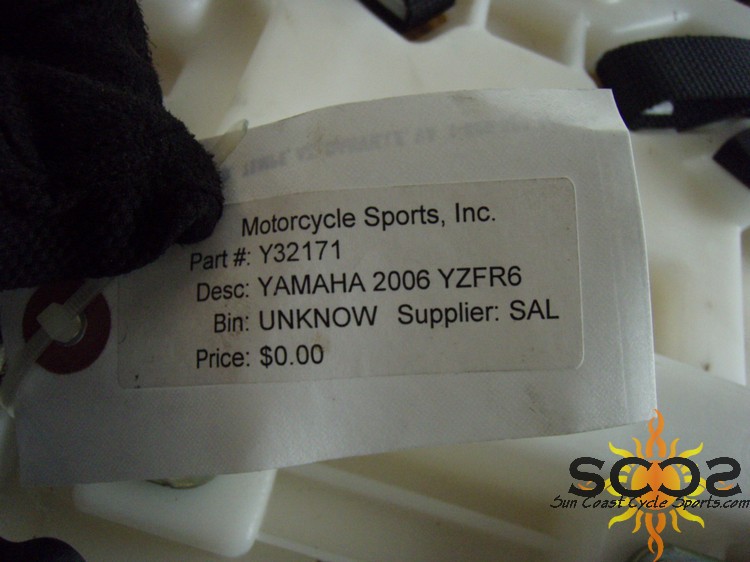 Motorcycle Sports, Inc.
Part #: Y32171
Desc: YAMAHA 2006 YZFR6
Bin: UNKNOW Supplier: SAL
Price: $0.00
SCCS
Sun Coast Cycle Sports.com